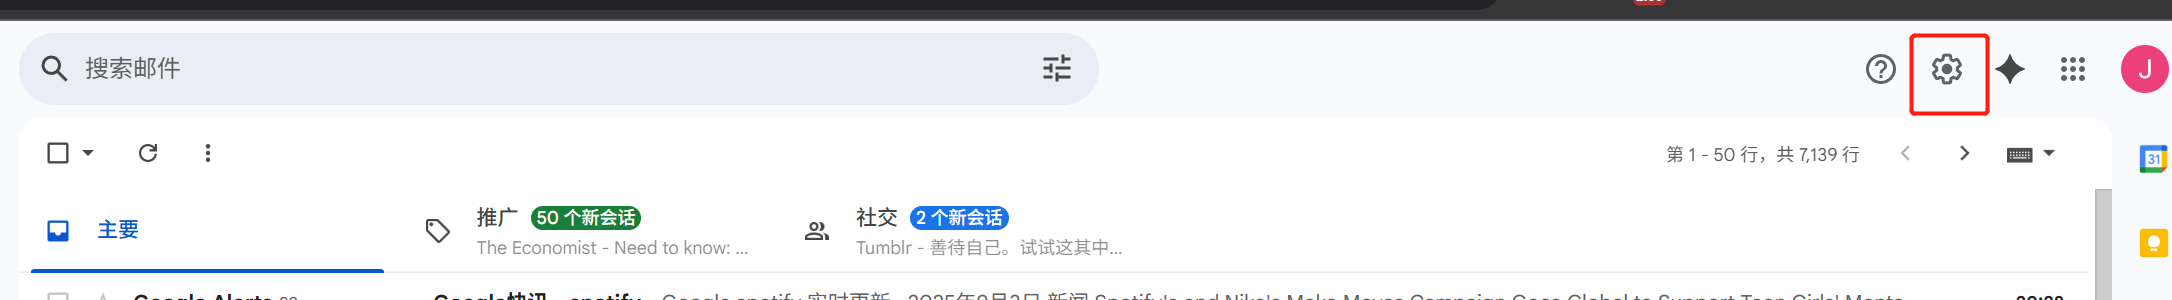 搜索邮件
J
第 1 - 50 行，共 7,139 行
31
主要
推广 50 个新会话
The Economist - Need to know: ...
社交 2 个新会话
Tumblr - 善待自己。试试这其中...